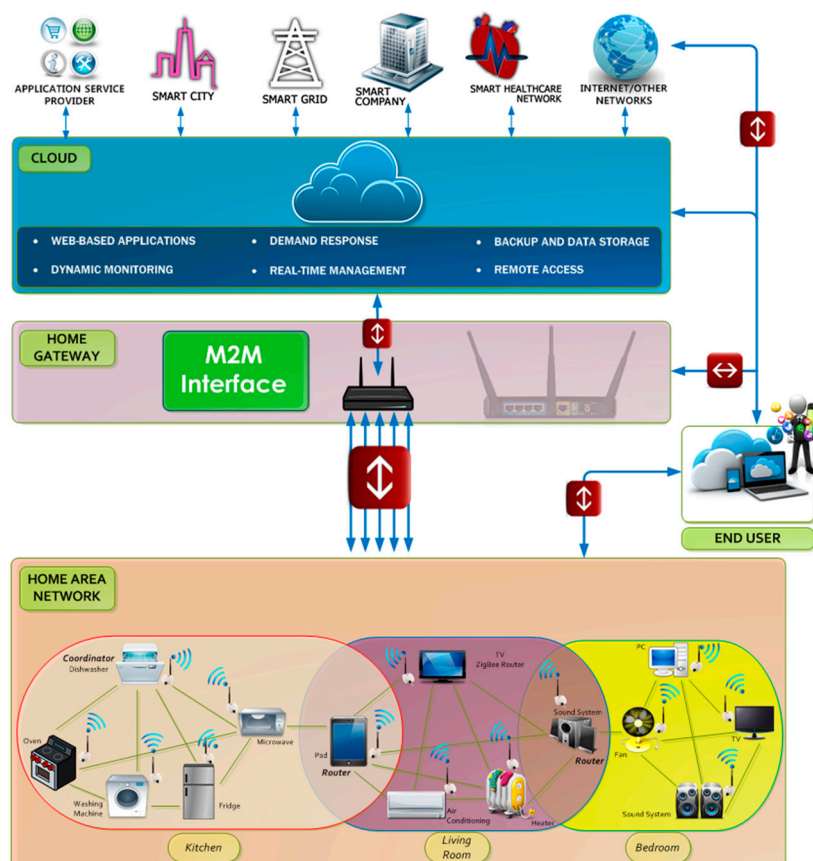 APPLICATION SERVICE
PROVIDER
SMART CITY
SMART GRID
SMART
COMPANY
SMART HEALTHCARE
NETWORK
INTERNET/OTHER
NETWORKS
CLOUD
• WEB-BASED APPLICATIONS
• DEMAND RESPONSE
• BACKUP AND DATA STORAGE
• DYNAMIC MONITORING
• REAL-TIME MANAGEMENT
• REMOTE ACCESS
HOME
GATEWAY
M2M
Interface
END USER
HOME AREA
NETWORK
Coordinator
Dishwasher
TV
ZigBee Router
PC
Oven
Microwave
Sound System
Pad
Router
Router
Fan
TV
Washing
Machine
Fridge
Air
Conditioning
Heater
Sound System
Kitchen
Living
Room
Bedroom